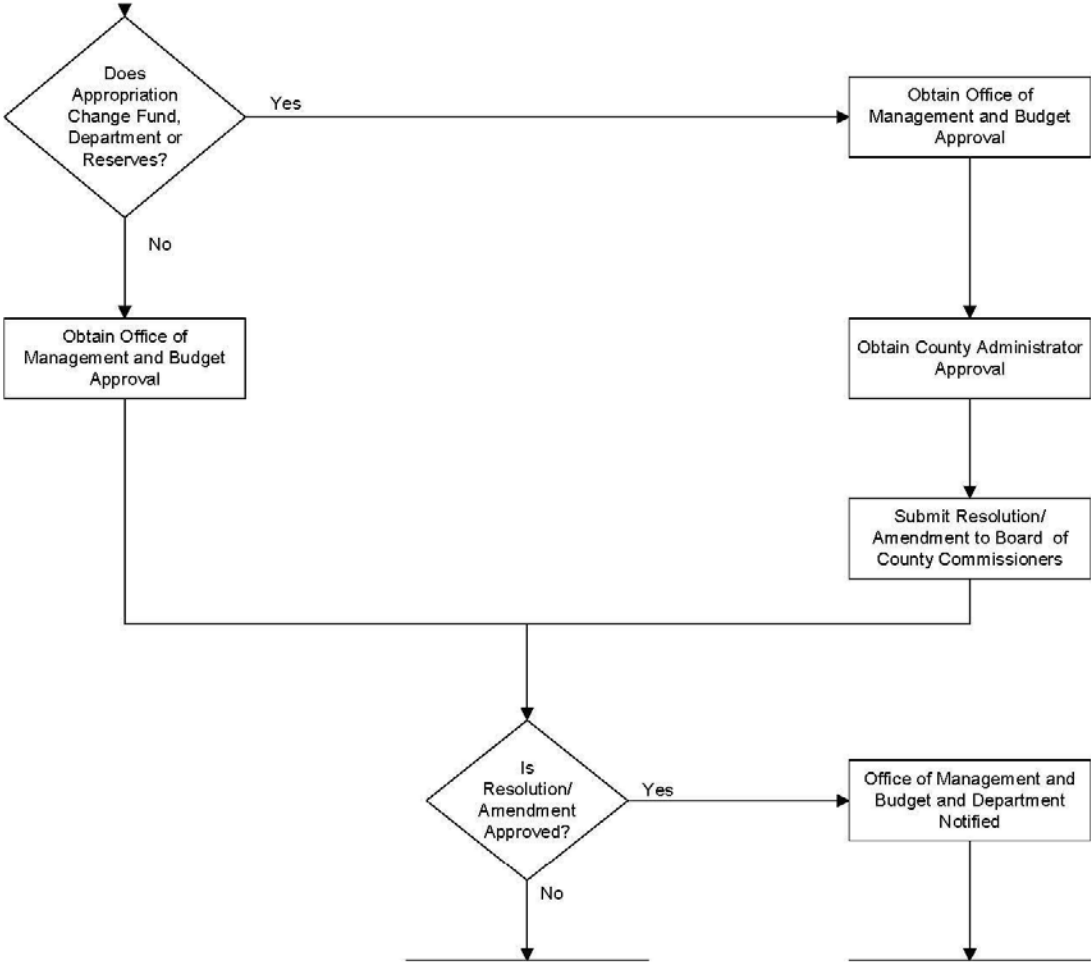 Does
Appropriation
Change Fund,
Department or
Reserves?
Yes
Obtain Office of
Management and Budget
Approval
No
Obtain Office of
Management and Budget
Approval
Obtain County Administrator
Approval
Submit Resolution/
Amendment to Board of
County Commissioners
Is
Resolution/
Amendment
Approved?
Yes
Office of Management and
Budget and Department
Notified
No